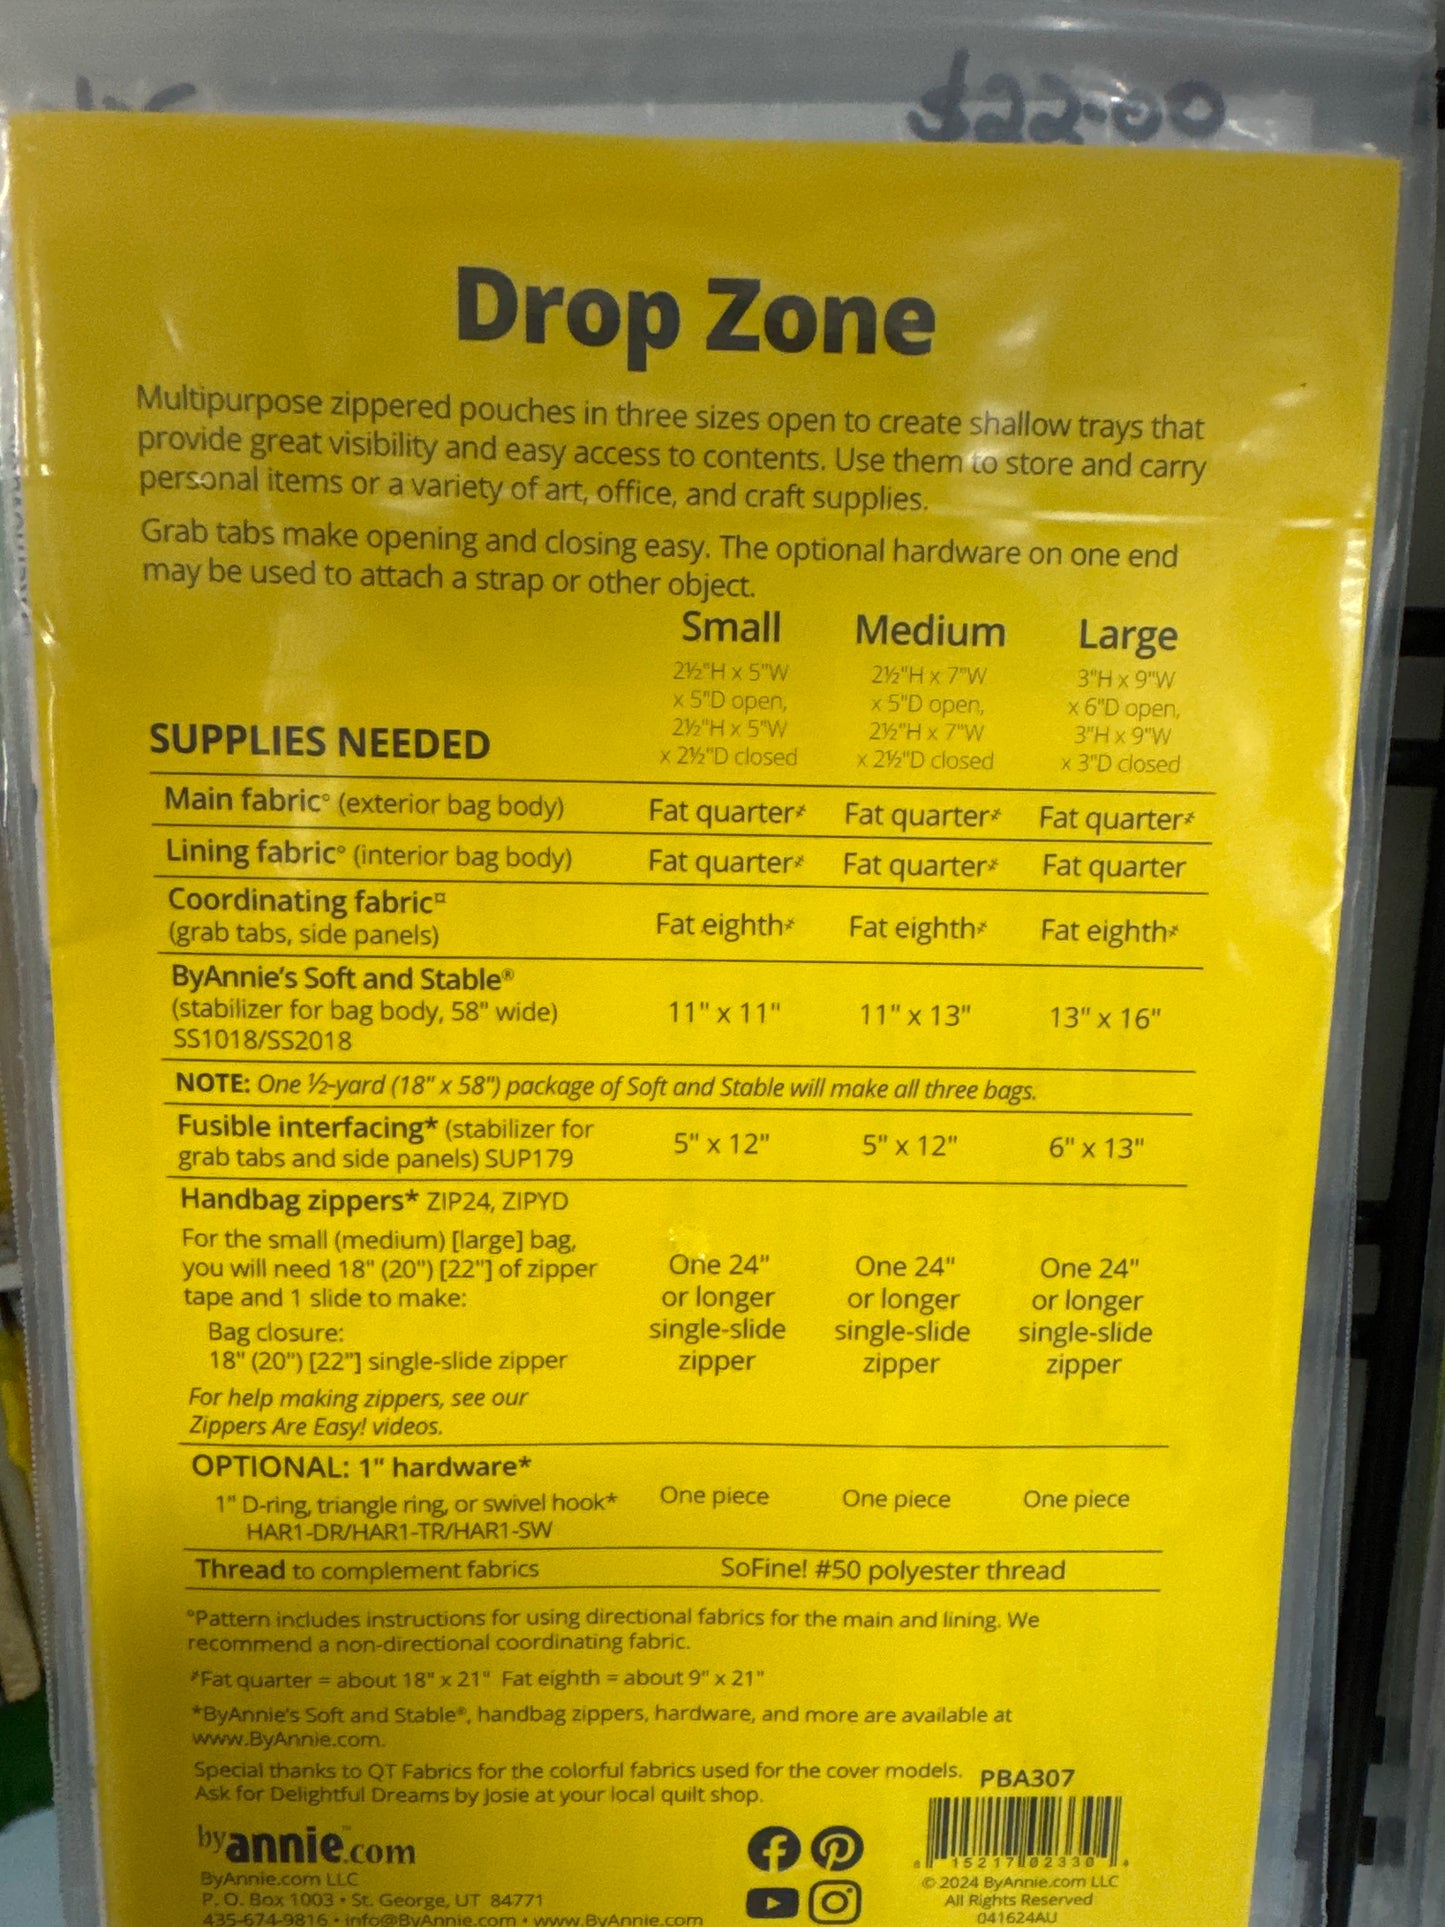 $22.00
Drop Zone
Multipurpose zippered pouches in three sizes open to create shallow trays that
provide great visibility and easy access to contents. Use them to store and carry
personal items or a variety of art, office, and craft supplies.
Grab tabs make opening and closing easy. The optional hardware on one end
may be used to attach a strap or other object.
Small Medium Large
2½"H x 5"W 2½"H x 7"W 3"H x 9"W
x 5"D open, x 5"D open, x 6"D open,
2½"H x 5"W 2½"H x 7"W 3"H x 9"W
x 2½"D closed x 2½"D closed x 3"D closed
SUPPLIES NEEDED
Main fabric° (exterior bag body) Fat quarter≠ Fat quarter≠ Fat quarter≠
Lining fabric° (interior bag body) Fat quarter≠ Fat quarter≠ Fat quarter
Coordinating fabric¤
(grab tabs, side panels) Fat eighth≠ Fat eighth≠ Fat eighth≠
ByAnnie's Soft and Stable®
(stabilizer for bag body, 58" wide) 11" x 11" 11" x 13" 13" x 16"
SS1018/SS2018
NOTE: One ½-yard (18" x 58") package of Soft and Stable will make all three bags.
Fusible interfacing* (stabilizer for
grab tabs and side panels) SUP179 5" x 12" 5" x 12" 6" x 13"
Handbag zippers* ZIP24, ZIPYD
For the small (medium) [large] bag,
you will need 18" (20") [22"] of zipper
tape and 1 slide to make:
Bag closure:
18" (20") [22"] single-slide zipper
One 24" One 24" One 24"
or longer or longer or longer
single-slide single-slide single-slide
zipper zipper zipper
For help making zippers, see our
Zippers Are Easy! videos.
OPTIONAL: 1" hardware*
1" D-ring, triangle ring, or swivel hook* One piece One piece One piece
HAR1-DR/HAR1-TR/HAR1-SW
Thread to complement fabrics SoFine! #50 polyester thread
°Pattern includes instructions for using directional fabrics for the main and lining. We
recommend a non-directional coordinating fabric.
≠Fat quarter = about 18" x 21" Fat eighth = about 9" x 21"
*ByAnnie's Soft and Stable®, handbag zippers, hardware, and more are available at
www.ByAnnie.com.
Special thanks to QT Fabrics for the colorful fabrics used for the cover models.
Ask for Delightful Dreams by Josie at your local quilt shop.
PBA307
byannie.com™
ByAnnie.com LLC
P. O. Box 1003 • St. George, UT 84771
435-674-9816 • info@ByAnnie.com • www.ByAnnie.com
8 15217 02330 4
© 2024 ByAnnie.com LLC
All Rights Reserved
041624AU